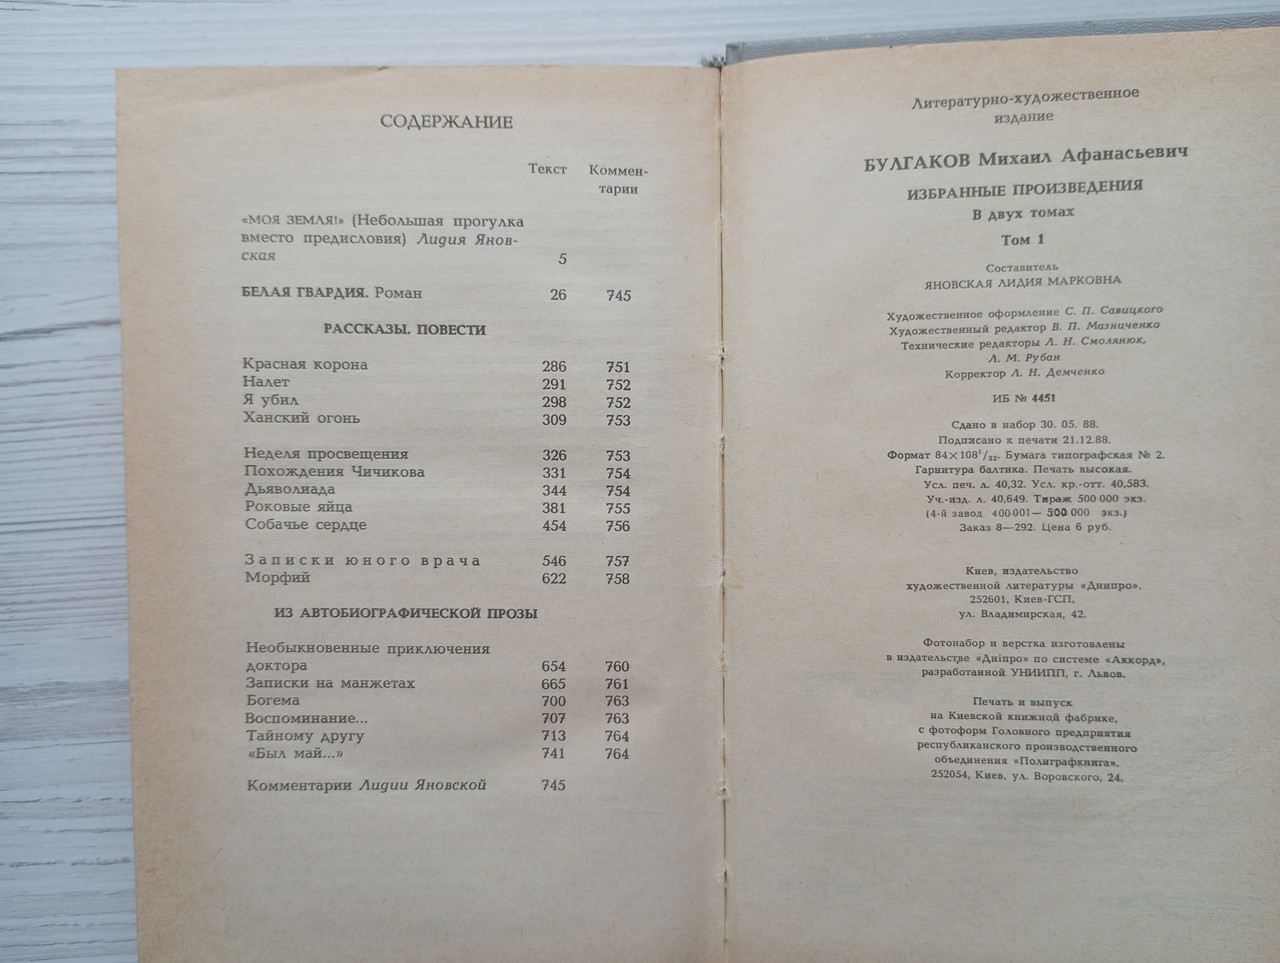 СОДЕРЖАНИЕ
Текст Коммен-
тарии
«МОЯ ЗЕМЛЯ!» (Небольшая прогулка
вместо предисловия) Лидия Янов-
ская 5
БЕЛАЯ ГВАРДИЯ. Роман 26 745
РАССКАЗЫ. ПОВЕСТИ
Красная корона 286 751
Налет 291 752
Я убил 298 752
Ханский огонь 309 753
Неделя просвещения 326 753
Похождения Чичикова 331 754
Дьяволиада 344 754
Роковые яйца 381 755
Собачье сердце 454 756
Записки юного врача 546 757
Морфий 622 758
ИЗ АВТОБИОГРАФИЧЕСКОЙ ПРОЗЫ
Необыкновенные приключения
доктора 654 760
Записки на манжетах 665 761
Богема 700 763
Воспоминание... 707 763
Тайному другу 713 764
«Был май...» 741 764
Комментарии Лидии Яновской 745
Литературно-художественное
издание
БУЛГАКОВ Михаил Афанасьевич
ИЗБРАННЫЕ ПРОИЗВЕДЕНИЯ
В двух томах
Том 1
Составитель
ЯНОВСКАЯ ЛИДИЯ МАРКОВНА
Художественное оформление С. П. Савицкого
Художественный редактор В. П. Мазниченко
Технические редакторы Л. Н. Смолянюк,
Л. М. Рубан
Корректор Л. Н. Демченко
ИБ № 4451
Сдано в набор 30. 05. 88.
Подписано к печати 21.12.88.
Формат 84×108¹/₃₂. Бумага типографская № 2.
Гарнитура балтика. Печать высокая.
Усл. печ. л. 40,32. Усл. кр.-отт. 40,583.
Уч.-изд. л. 40,649. Тираж 500 000 экз.
(4-й завод 400 001— 500 000 экз.)
Заказ 8—292. Цена 6 руб.
Киев, издательство
художественной литературы «Днипро».
252601, Киев-ГСП,
ул. Владимирская, 42.
Фотонабор и верстка изготовлены
в издательстве «Дніпро» по системе «Аккорд»,
разработанной УНИИПП, г. Львов.
Печать и выпуск
на Киевской книжной фабрике,
с фотоформ Головного предприятия
республиканского производственного
объединения «Полиграфкнига».
252054, Киев, ул. Воровского, 24.